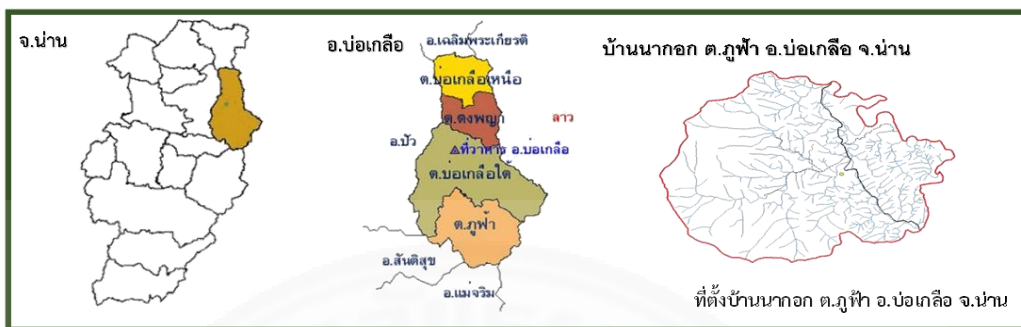 จ.น่าน
อ.บ่อเกลือ
อ.เฉลิมพระเกียรติ
ต.บ่อเกลือเหนือ
ต.ดงพญา
ลาว
อ.ปัว
ที่ว่าการ อ.บ่อเกลือ
ต.บ่อเกลือใต้
ต.ภูฟ้า
อ.สันติสุข
อ.แม่จริม
บ้านนากอก ต.ภูฟ้า อ.บ่อเกลือ จ.น่าน
ที่ตั้งบ้านนากอก ต.ภูฟ้า อ.บ่อเกลือ จ.น่าน